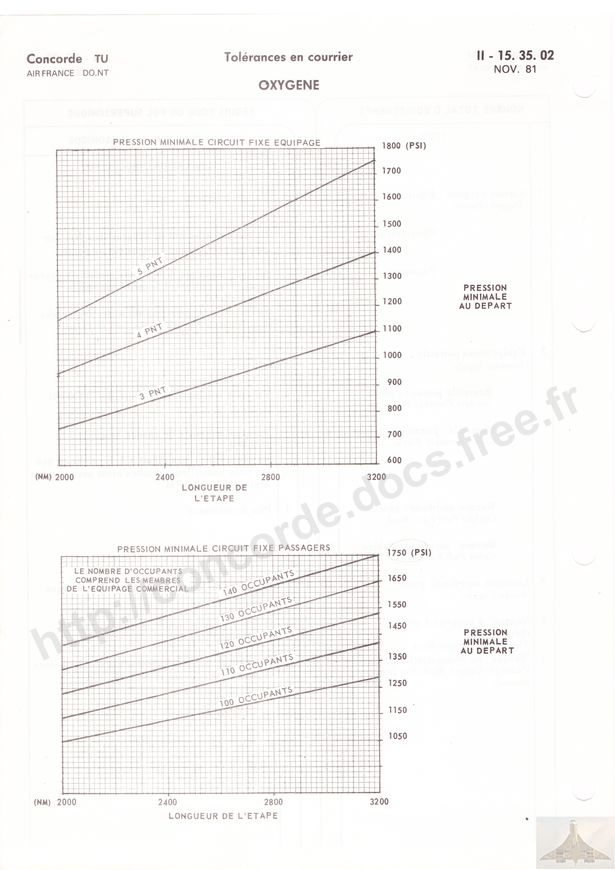 Concorde TU
AIR FRANCE DO.NT
Tolérances en courrier
II - 15. 35. 02
NOV. 81
OXYGENE
PRESSION MINIMALE CIRCUIT FIXE EQUIPAGE
1800 (PSI)
1700
1600
1500
1400
1300
1200
1100
1000
900
800
700
600
5 PNT
4 PNT
3 PNT
PRESSION
MINIMALE
AU DEPART
(NM) 2000 2400 2800 3200
LONGUEUR DE
L'ETAPE
PRESSION MINIMALE CIRCUIT FIXE PASSAGERS
1750 (PSI)
1650
1550
1450
1350
1250
1150
1050
LE NOMBRE D'OCCUPANTS
COMPREND LES MEMBRES
DE L'EQUIPAGE COMMERCIAL
140 OCCUPANTS
130 OCCUPANTS
120 OCCUPANTS
110 OCCUPANTS
100 OCCUPANTS
PRESSION
MINIMALE
AU DEPART
(NM) 2000 2400 2800 3200
LONGUEUR DE L'ETAPE
http://concorde.docs.free.fr